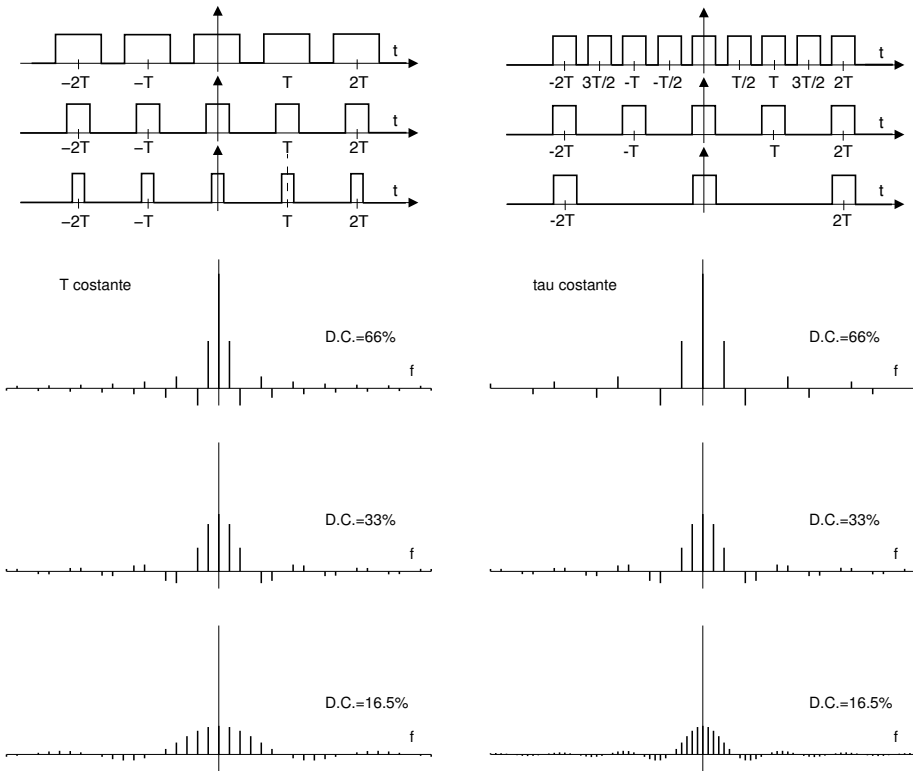 t
−2T −T T 2T
t
−2T −T T 2T
t
−2T −T T 2T
t
-2T 3T/2 -T -T/2 T/2 T 3T/2 2T
t
-2T -T T 2T
t
-2T 2T
T costante
D.C.=66%
f
D.C.=33%
f
D.C.=16.5%
f
tau costante
D.C.=66%
f
D.C.=33%
f
D.C.=16.5%
f